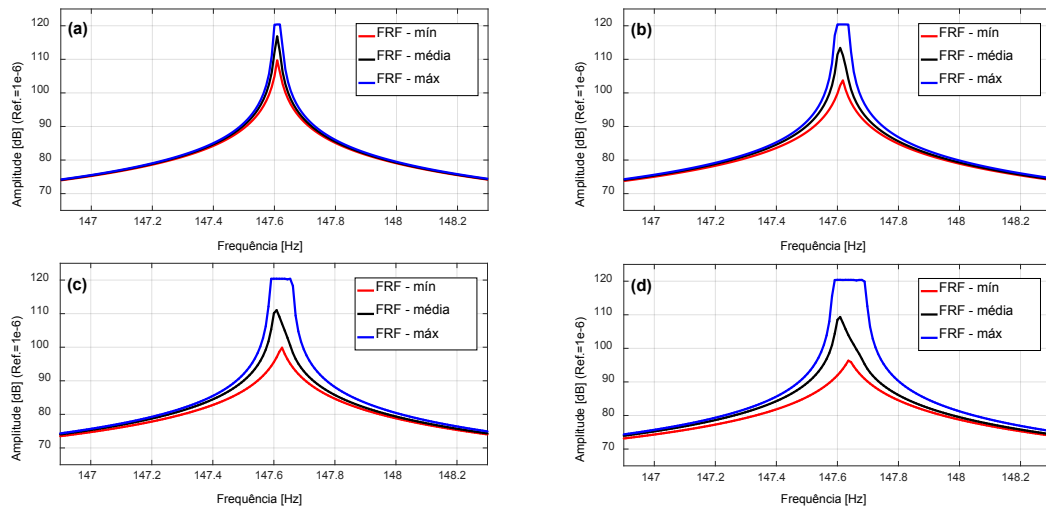 (a)
FRF - mín
FRF - média
FRF - máx
120
110
100
90
80
70
Amplitude [dB] (Ref.=1e-6)
147
147.2
147.4
147.6
147.8
148
148.2
Frequência [Hz]
(b)
FRF - mín
FRF - média
FRF - máx
120
110
100
90
80
70
Amplitude [dB] (Ref.=1e-6)
147
147.2
147.4
147.6
147.8
148
148.2
Frequência [Hz]
(c)
FRF - mín
FRF - média
FRF - máx
120
110
100
90
80
70
Amplitude [dB] (Ref.=1e-6)
147
147.2
147.4
147.6
147.8
148
148.2
Frequência [Hz]
(d)
FRF - mín
FRF - média
FRF - máx
120
110
100
90
80
70
Amplitude [dB] (Ref.=1e-6)
147
147.2
147.4
147.6
147.8
148
148.2
Frequência [Hz]